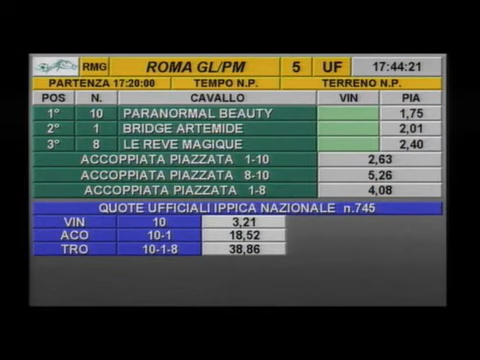 RMG ROMA GL/PM 5 UF 17:44:21
PARTENZA 17:20:00 TEMPO N.P. TERRENO N.P.
POS N. CAVALLO VIN PIA
1° 10 PARANORMAL BEAUTY 1,75
2° 1 BRIDGE ARTEMIDE 2,01
3° 8 LE REVE MAGIQUE 2,40
ACCOPPIATA PIAZZATA 1-10 2,63
ACCOPPIATA PIAZZATA 8-10 5,26
ACCOPPIATA PIAZZATA 1-8 4,08
QUOTE UFFICIALI IPPICA NAZIONALE n.745
VIN 10 3,21
ACO 10-1 18,52
TRO 10-1-8 38,86